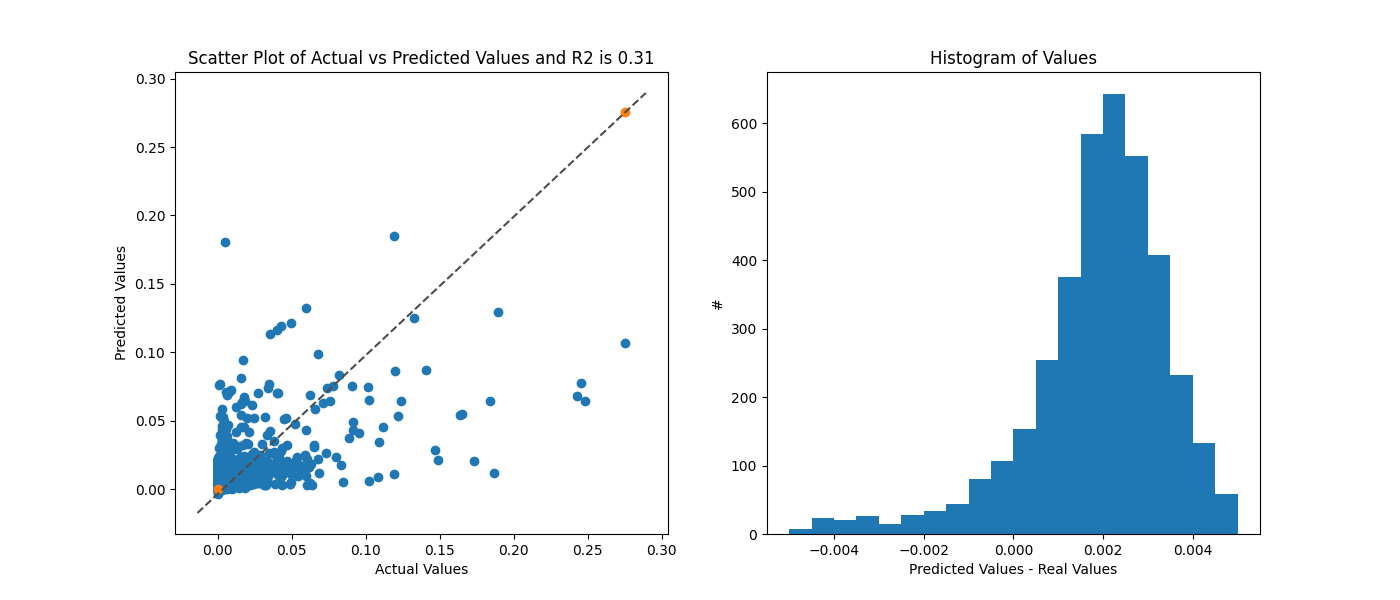 Scatter Plot of Actual vs Predicted Values and R2 is 0.31
0.30
0.25
0.20
0.15
0.10
0.05
0.00
Predicted Values
0.00 0.05 0.10 0.15 0.20 0.25 0.30
Actual Values
Histogram of Values
600
500
400
300
200
100
0
#
−0.004 −0.002 0.000 0.002 0.004
Predicted Values - Real Values